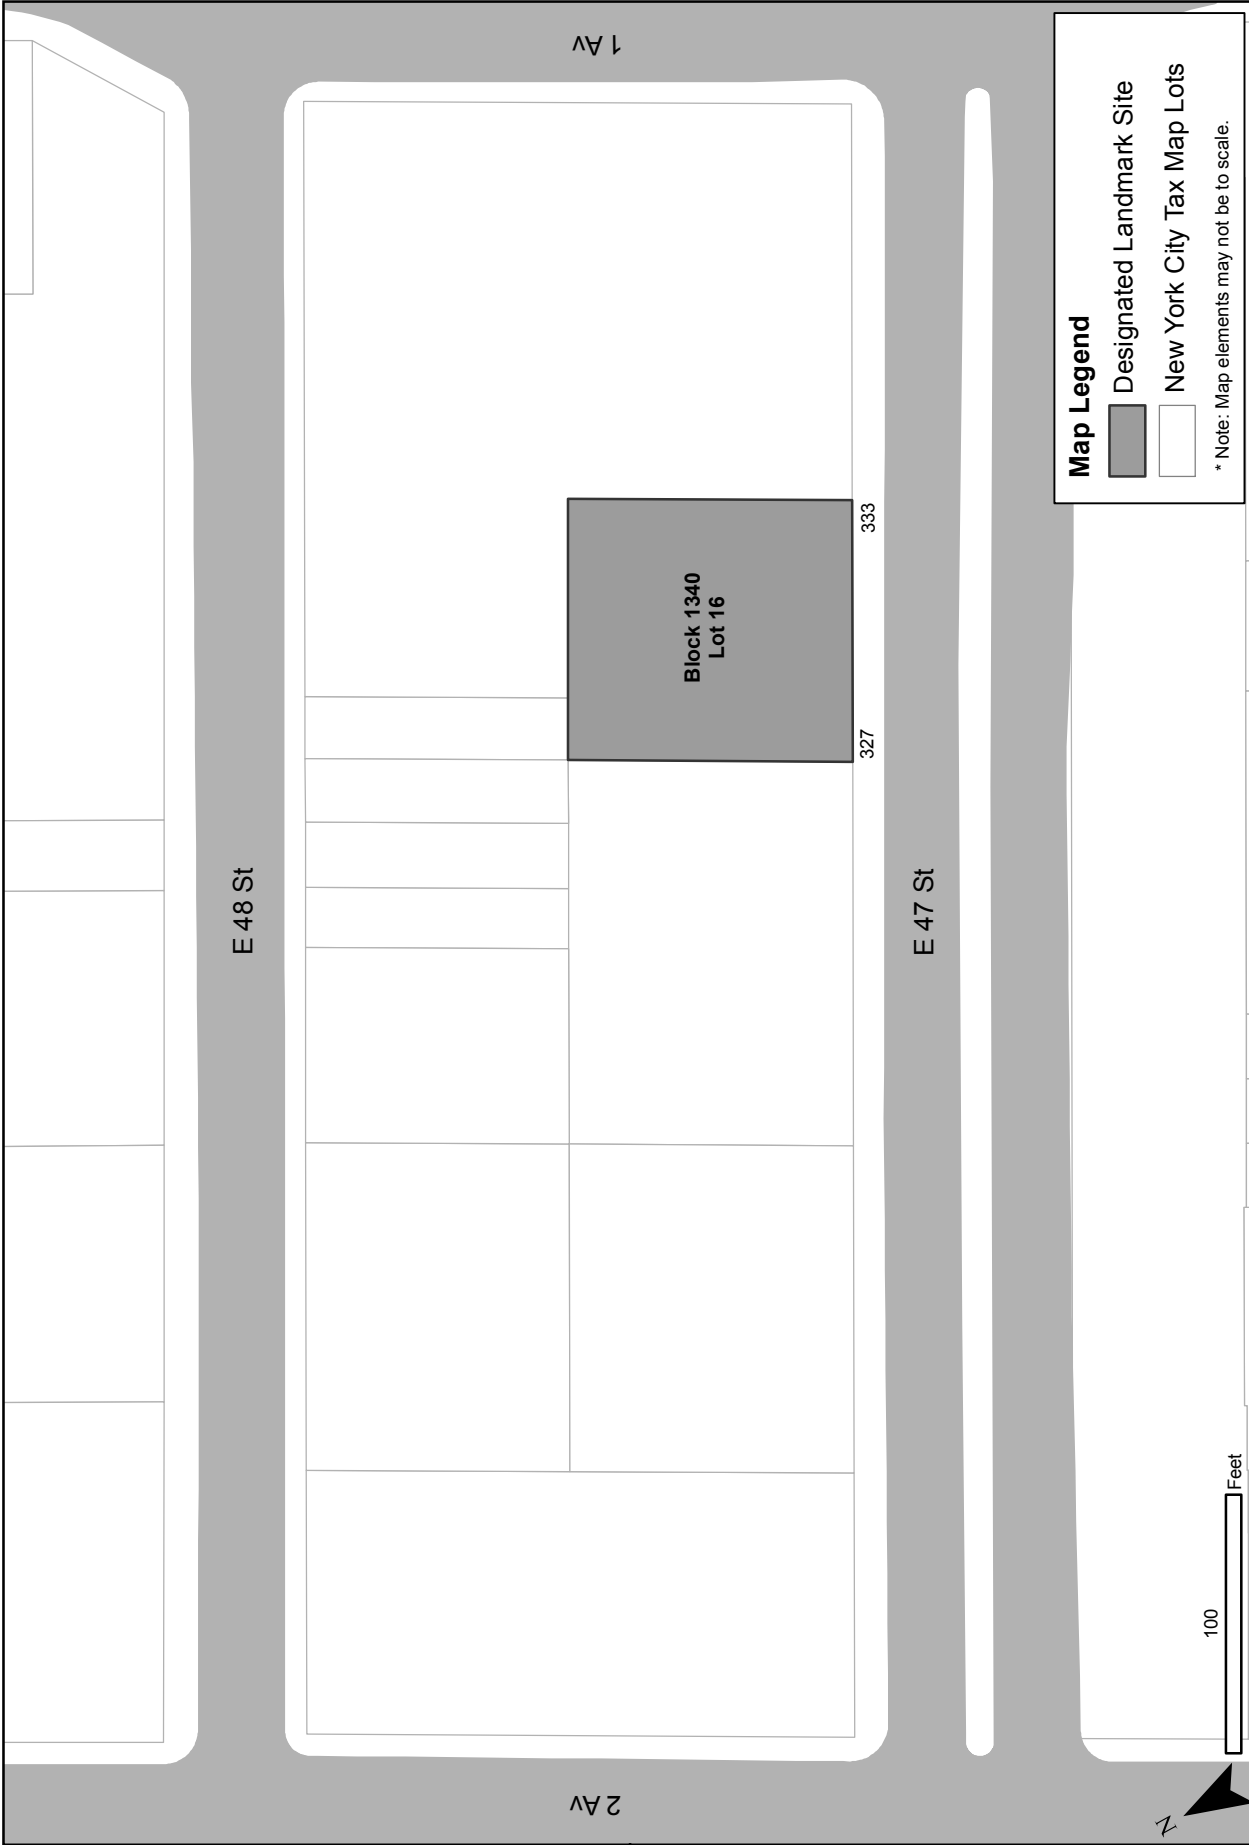 1 Av
E 48 St
Block 1340
Lot 16
333
327
E 47 St
2 Av
Map Legend
Designated Landmark Site
New York City Tax Map Lots
* Note: Map elements may not be to scale.
100
Feet
N